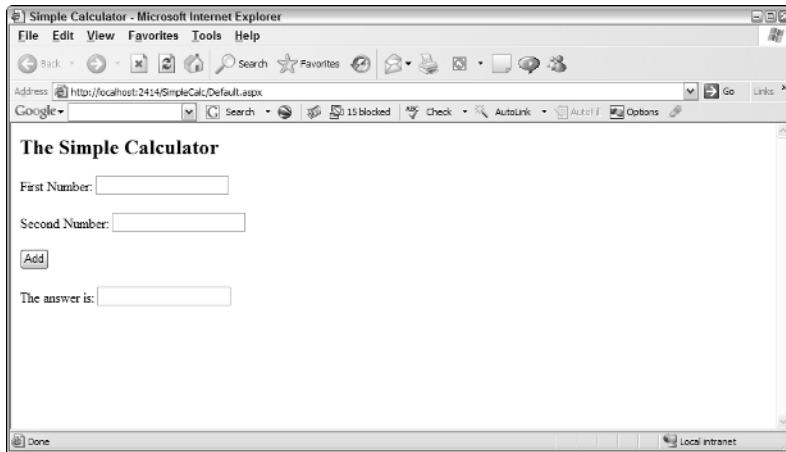 Simple Calculator - Microsoft Internet Explorer
File Edit View Favorites Tools Help
Back Search Favorites
Address http://localhost:2414/SimpleCalc/Default.aspx Go Links »
Google Search 15 blocked ABC Check AutoLink AutoFill Options
The Simple Calculator
First Number:
Second Number:
Add
The answer is:
Done Local intranet